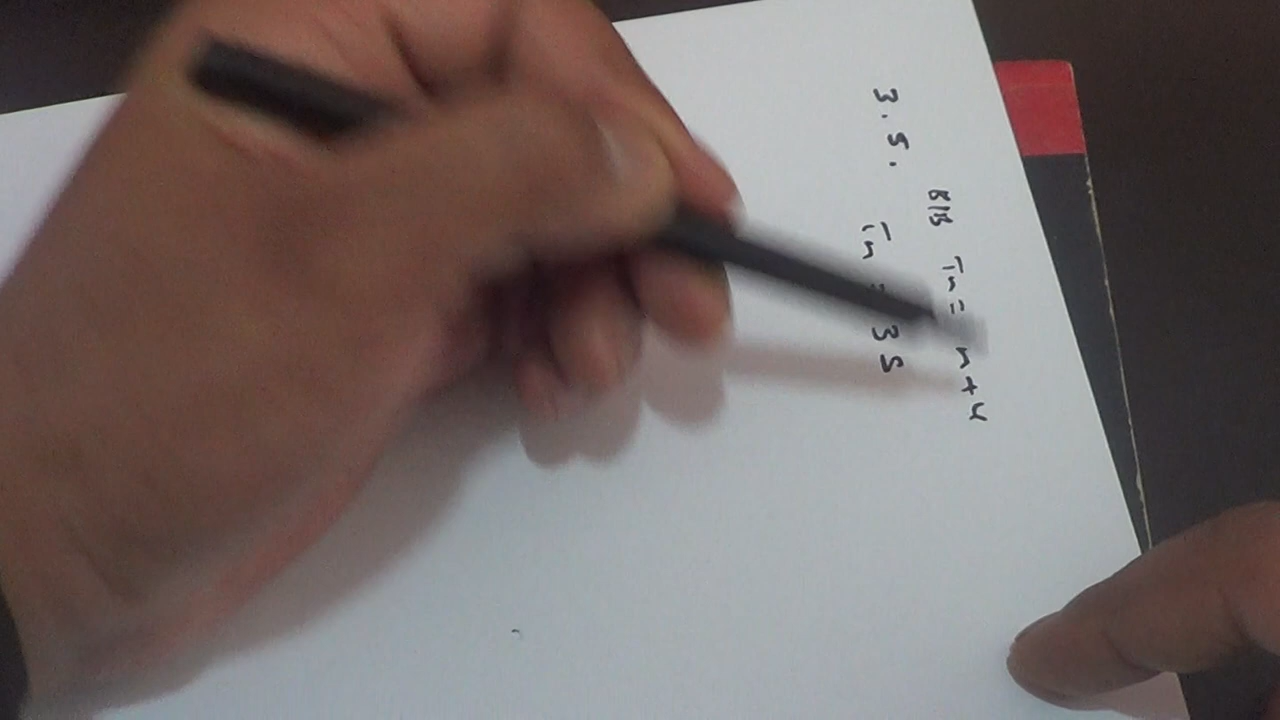 3.5. B/B Tn = n+4
Tn = 35